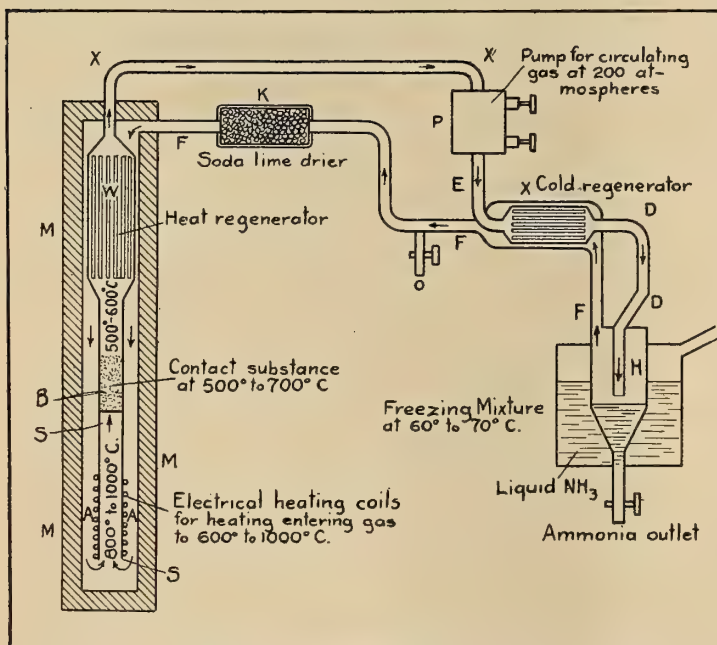 X
X'
Pump for circulating
gas at 200 at-
mospheres
P
K
F
Soda lime drier
E
X Cold regenerator
D
W
Heat regenerator
M
F
O
D
500°-600°C
F
H
Contact substance
at 500° to 700° C
B
S
Freezing Mixture
at 60° to 70° C.
800° to 1000° C.
M
Liquid NH3
Electrical heating coils
for heating entering gas
to 600° to 1000° C.
A
A
M
Ammonia outlet
S